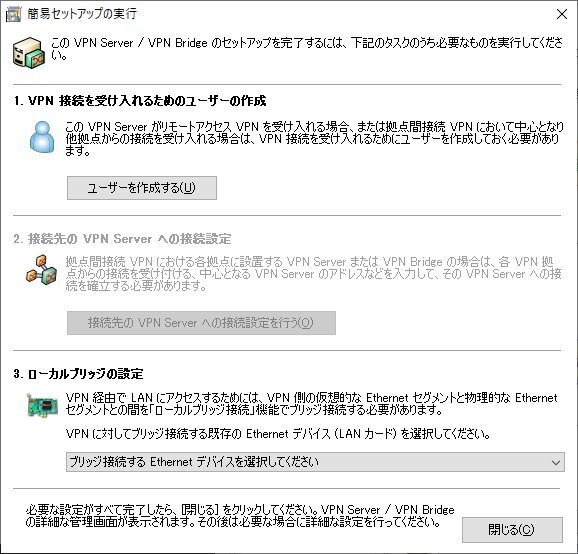 簡易セットアップの実行
この VPN Server / VPN Bridge のセットアップを完了するには、下記のタスクのうち必要なものを実行してくださ
い。
1. VPN 接続を受け入れるためのユーザーの作成
この VPN Server がリモートアクセス VPN を受け入れる場合、または拠点間接続 VPN において中心となり
他拠点からの接続を受け入れる場合は、VPN 接続を受け入れるためにユーザーを作成しておく必要があり
ます。
ユーザーを作成する(U)
2. 接続先の VPN Server への接続設定
拠点間接続 VPN における各拠点に設置する VPN Server または VPN Bridge の場合は、各 VPN 拠
点からの接続を受け付ける、中心となる VPN Server のアドレスなどを入力して、その VPN Server への接
続を確立する必要があります。
接続先の VPN Server への接続設定を行う(O)
3. ローカルブリッジの設定
VPN 経由で LAN にアクセスするためには、VPN 側の仮想的な Ethernet セグメントと物理的な Ethernet
セグメントとの間を「ローカルブリッジ接続」機能でブリッジ接続する必要があります。
VPN に対してブリッジ接続する既存の Ethernet デバイス (LAN カード) を選択してください。
ブリッジ接続する Ethernet デバイスを選択してください
必要な設定がすべて完了したら、[閉じる] をクリックしてください。VPN Server / VPN Bridge
の詳細な管理画面が表示されます。その後は必要な場合に詳細な設定を行ってください。
閉じる(C)